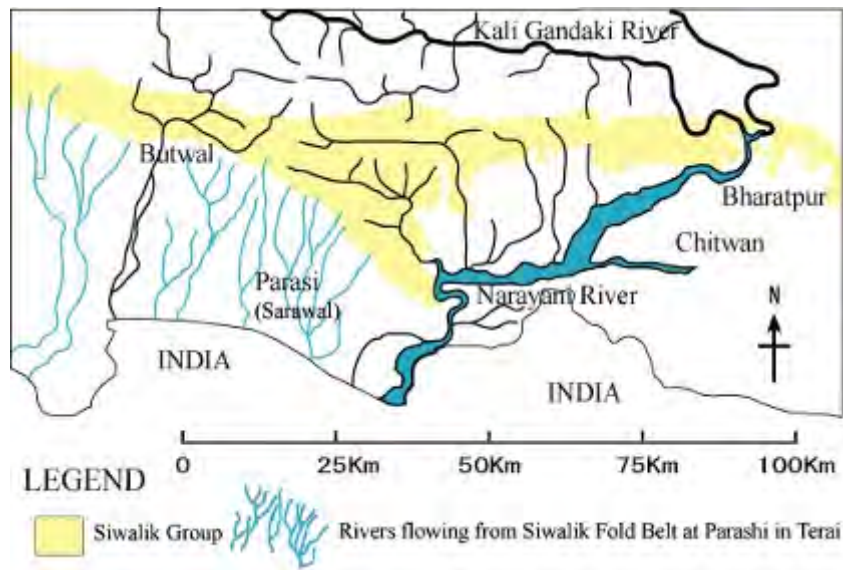 Kali Gandaki River
Butwal
Bharatpur
Chitwan
Parasi
(Sarawal)
Narayani River
N
INDIA
INDIA
0 25Km 50Km 75Km 100Km
LEGEND
Siwalik Group
Rivers flowing from Siwalik Fold Belt at Parashi in Terai